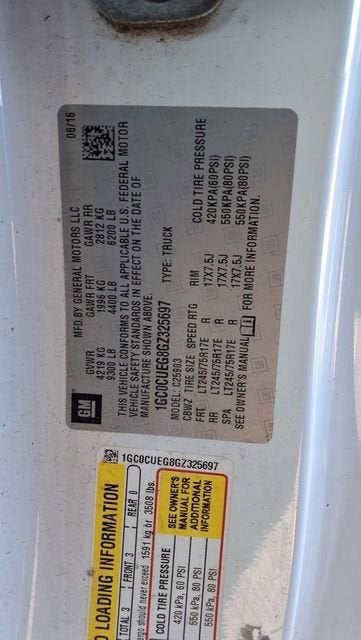 MFD BY GENERAL MOTORS LLC 06/16
GVWR GAWR FRT GAWR RR
4219 KG 1996 KG 2812 KG
9300 LB 4400 LB 6200 LB
THIS VEHICLE CONFORMS TO ALL APPLICABLE U.S. FEDERAL MOTOR
VEHICLE SAFETY STANDARDS IN EFFECT ON THE DATE OF
MANUFACTURE SHOWN ABOVE.
1GC0CUEG8GZ325697 TYPE: TRUCK
MODEL: C25903
CBWZ TIRE SIZE SPEED RTG RIM COLD TIRE PRESSURE
FRT LT245/75R17E R 17X7.5J 420KPA(60PSI)
RR LT245/75R17E R 17X7.5J 550KPA(80PSI)
SPA LT245/75R17E R 17X7.5J 550KPA(80PSI)
SEE OWNER'S MANUAL FOR MORE INFORMATION.
GM
1GC0CUEG8GZ325697
D LOADING INFORMATION
TOTAL 3 FRONT 3 REAR 0
should never exceed 1591 kg or 3508 lbs.
COLD TIRE PRESSURE
420 kPa, 60 PSI
550 kPa, 80 PSI
550 kPa, 80 PSI
SEE OWNER'S
MANUAL FOR
ADDITIONAL
INFORMATION